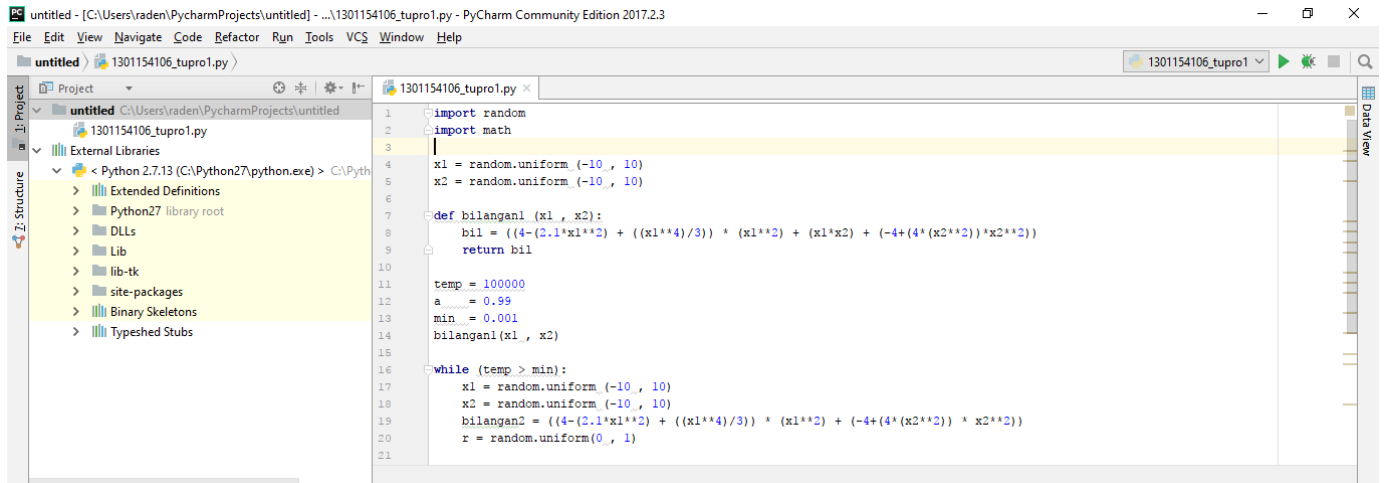 PC untitled - [C:\Users\raden\PycharmProjects\untitled] - ...\1301154106_tupro1.py - PyCharm Community Edition 2017.2.3
File Edit View Navigate Code Refactor Run Tools VCS Window Help
untitled 1301154106_tupro1.py 1301154106_tupro1
1: Project
7: Structure
Project
untitled C:\Users\raden\PycharmProjects\untitled
1301154106_tupro1.py
External Libraries
< Python 2.7.13 (C:\Python27\python.exe) > C:\Pyth
Extended Definitions
Python27 library root
DLLs
Lib
lib-tk
site-packages
Binary Skeletons
Typeshed Stubs
1301154106_tupro1.py
1 import random
2 import math
3
4 x1 = random.uniform (-10 , 10)
5 x2 = random.uniform (-10 , 10)
6
7 def bilangan1 (x1 , x2):
8 bil = ((4-(2.1*x1**2) + ((x1**4)/3)) * (x1**2) + (x1*x2) + (-4+(4*(x2**2))*x2**2))
9 return bil
10
11 temp = 100000
12 a = 0.99
13 min = 0.001
14 bilangan1(x1 , x2)
15
16 while (temp > min):
17 x1 = random.uniform (-10 , 10)
18 x2 = random.uniform (-10 , 10)
19 bilangan2 = ((4-(2.1*x1**2) + ((x1**4)/3)) * (x1**2) + (-4+(4*(x2**2)) * x2**2))
20 r = random.uniform(0 , 1)
21
Data View